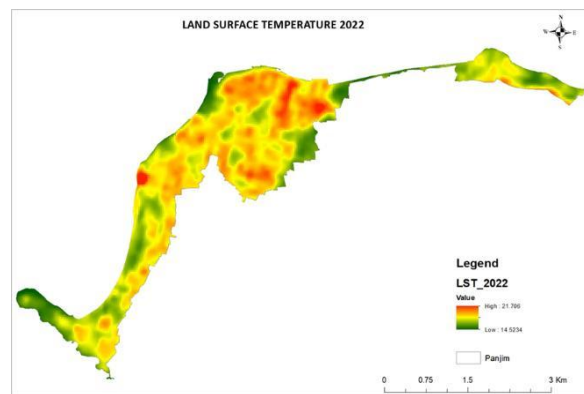 LAND SURFACE TEMPERATURE 2022
N
W E
S
Legend
LST_2022
Value
High : 21.700
Low : 14.5234
Panjim
0 0.75 1.5 3 Km